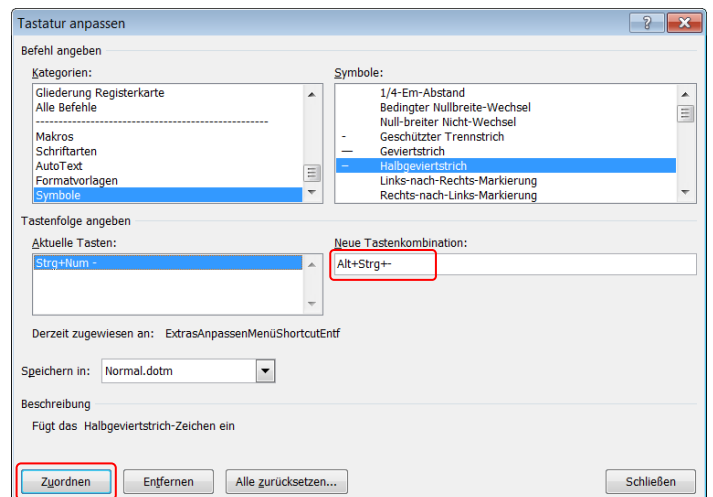 Tastatur anpassen
Befehl angeben
Kategorien:
Gliederung Registerkarte
Alle Befehle
------------------------------------------------
Makros
Schriftarten
AutoText
Formatvorlagen
Symbole
Symbole:
1/4-Em-Abstand
Bedingter Nullbreite-Wechsel
Null-breiter Nicht-Wechsel
- Geschützter Trennstrich
— Geviertstrich
– Halbgeviertstrich
Links-nach-Rechts-Markierung
Rechts-nach-Links-Markierung
Tastenfolge angeben
Aktuelle Tasten:
Strg+Num -
Neue Tastenkombination:
Alt+Strg+-
Derzeit zugewiesen an: ExtrasAnpassenMenüShortcutEntf
Speichern in: Normal.dotm
Beschreibung
Fügt das Halbgeviertstrich-Zeichen ein
Zuordnen Entfernen Alle zurücksetzen... Schließen